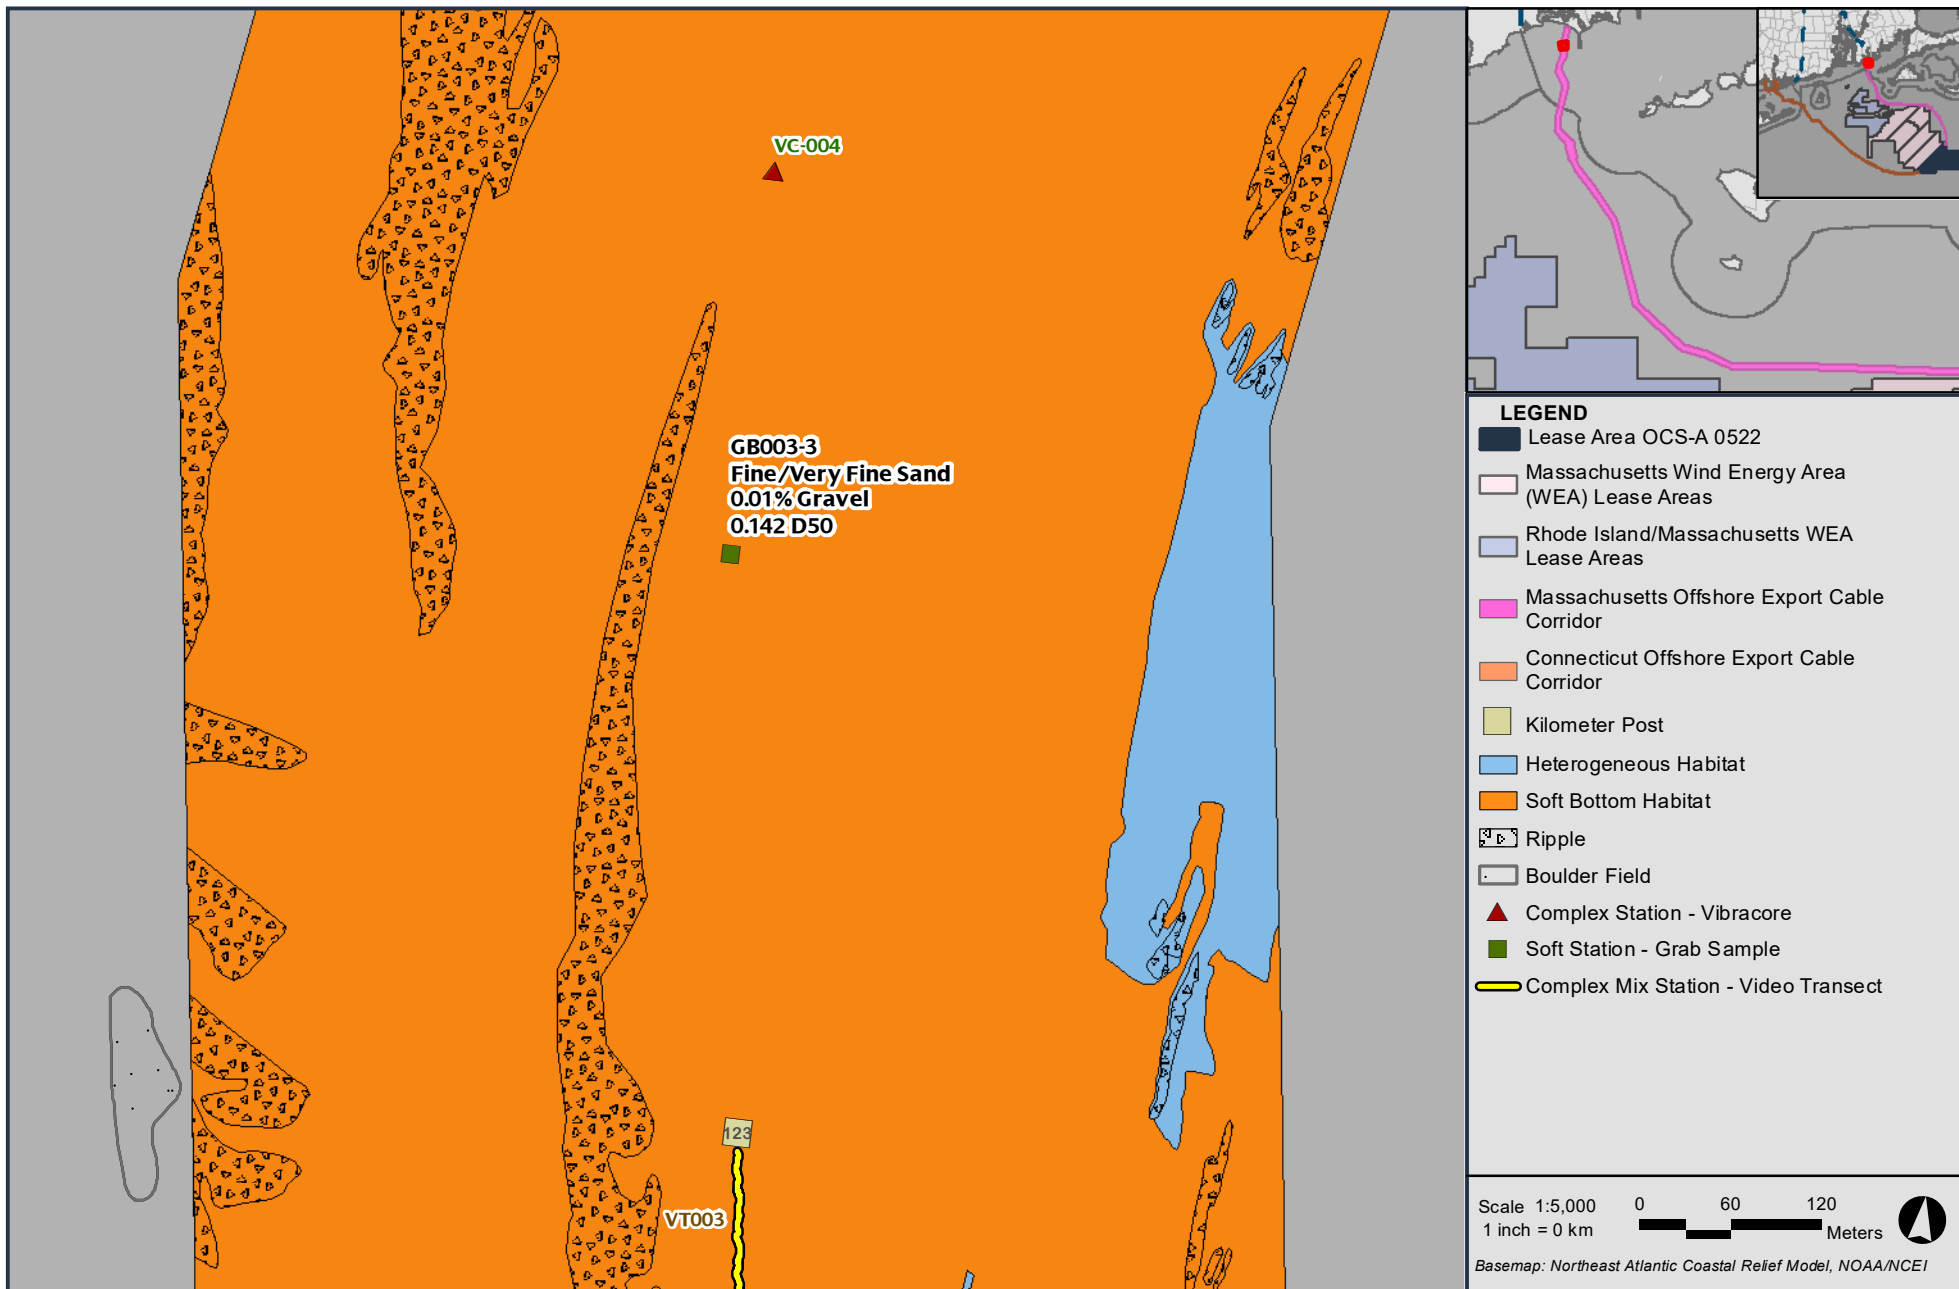 VC-004
GB003-3
Fine/Very Fine Sand
0.01% Gravel
0.142 D50
123
VT003
LEGEND
Lease Area OCS-A 0522
Massachusetts Wind Energy Area
(WEA) Lease Areas
Rhode Island/Massachusetts WEA
Lease Areas
Massachusetts Offshore Export Cable
Corridor
Connecticut Offshore Export Cable
Corridor
Kilometer Post
Heterogeneous Habitat
Soft Bottom Habitat
Ripple
Boulder Field
Complex Station - Vibracore
Soft Station - Grab Sample
Complex Mix Station - Video Transect
Scale 1:5,000
1 inch = 0 km
0 60 120
Meters
Basemap: Northeast Atlantic Coastal Relief Model, NOAA/NCEI